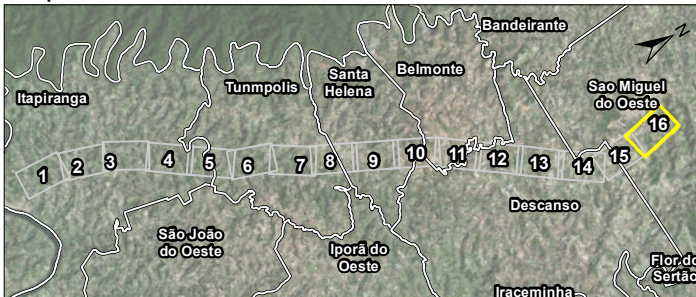 Bandeirante
N
Santa
Helena
Belmonte
Tunmpolis
Sao Miguel
do Oeste
Itapiranga
16
1
2
3
4
5
6
7
8
9
10
11
12
13
14
15
Descanso
São João
do Oeste
Iporã do
Oeste
Flor do
Sertão
Iraceminha